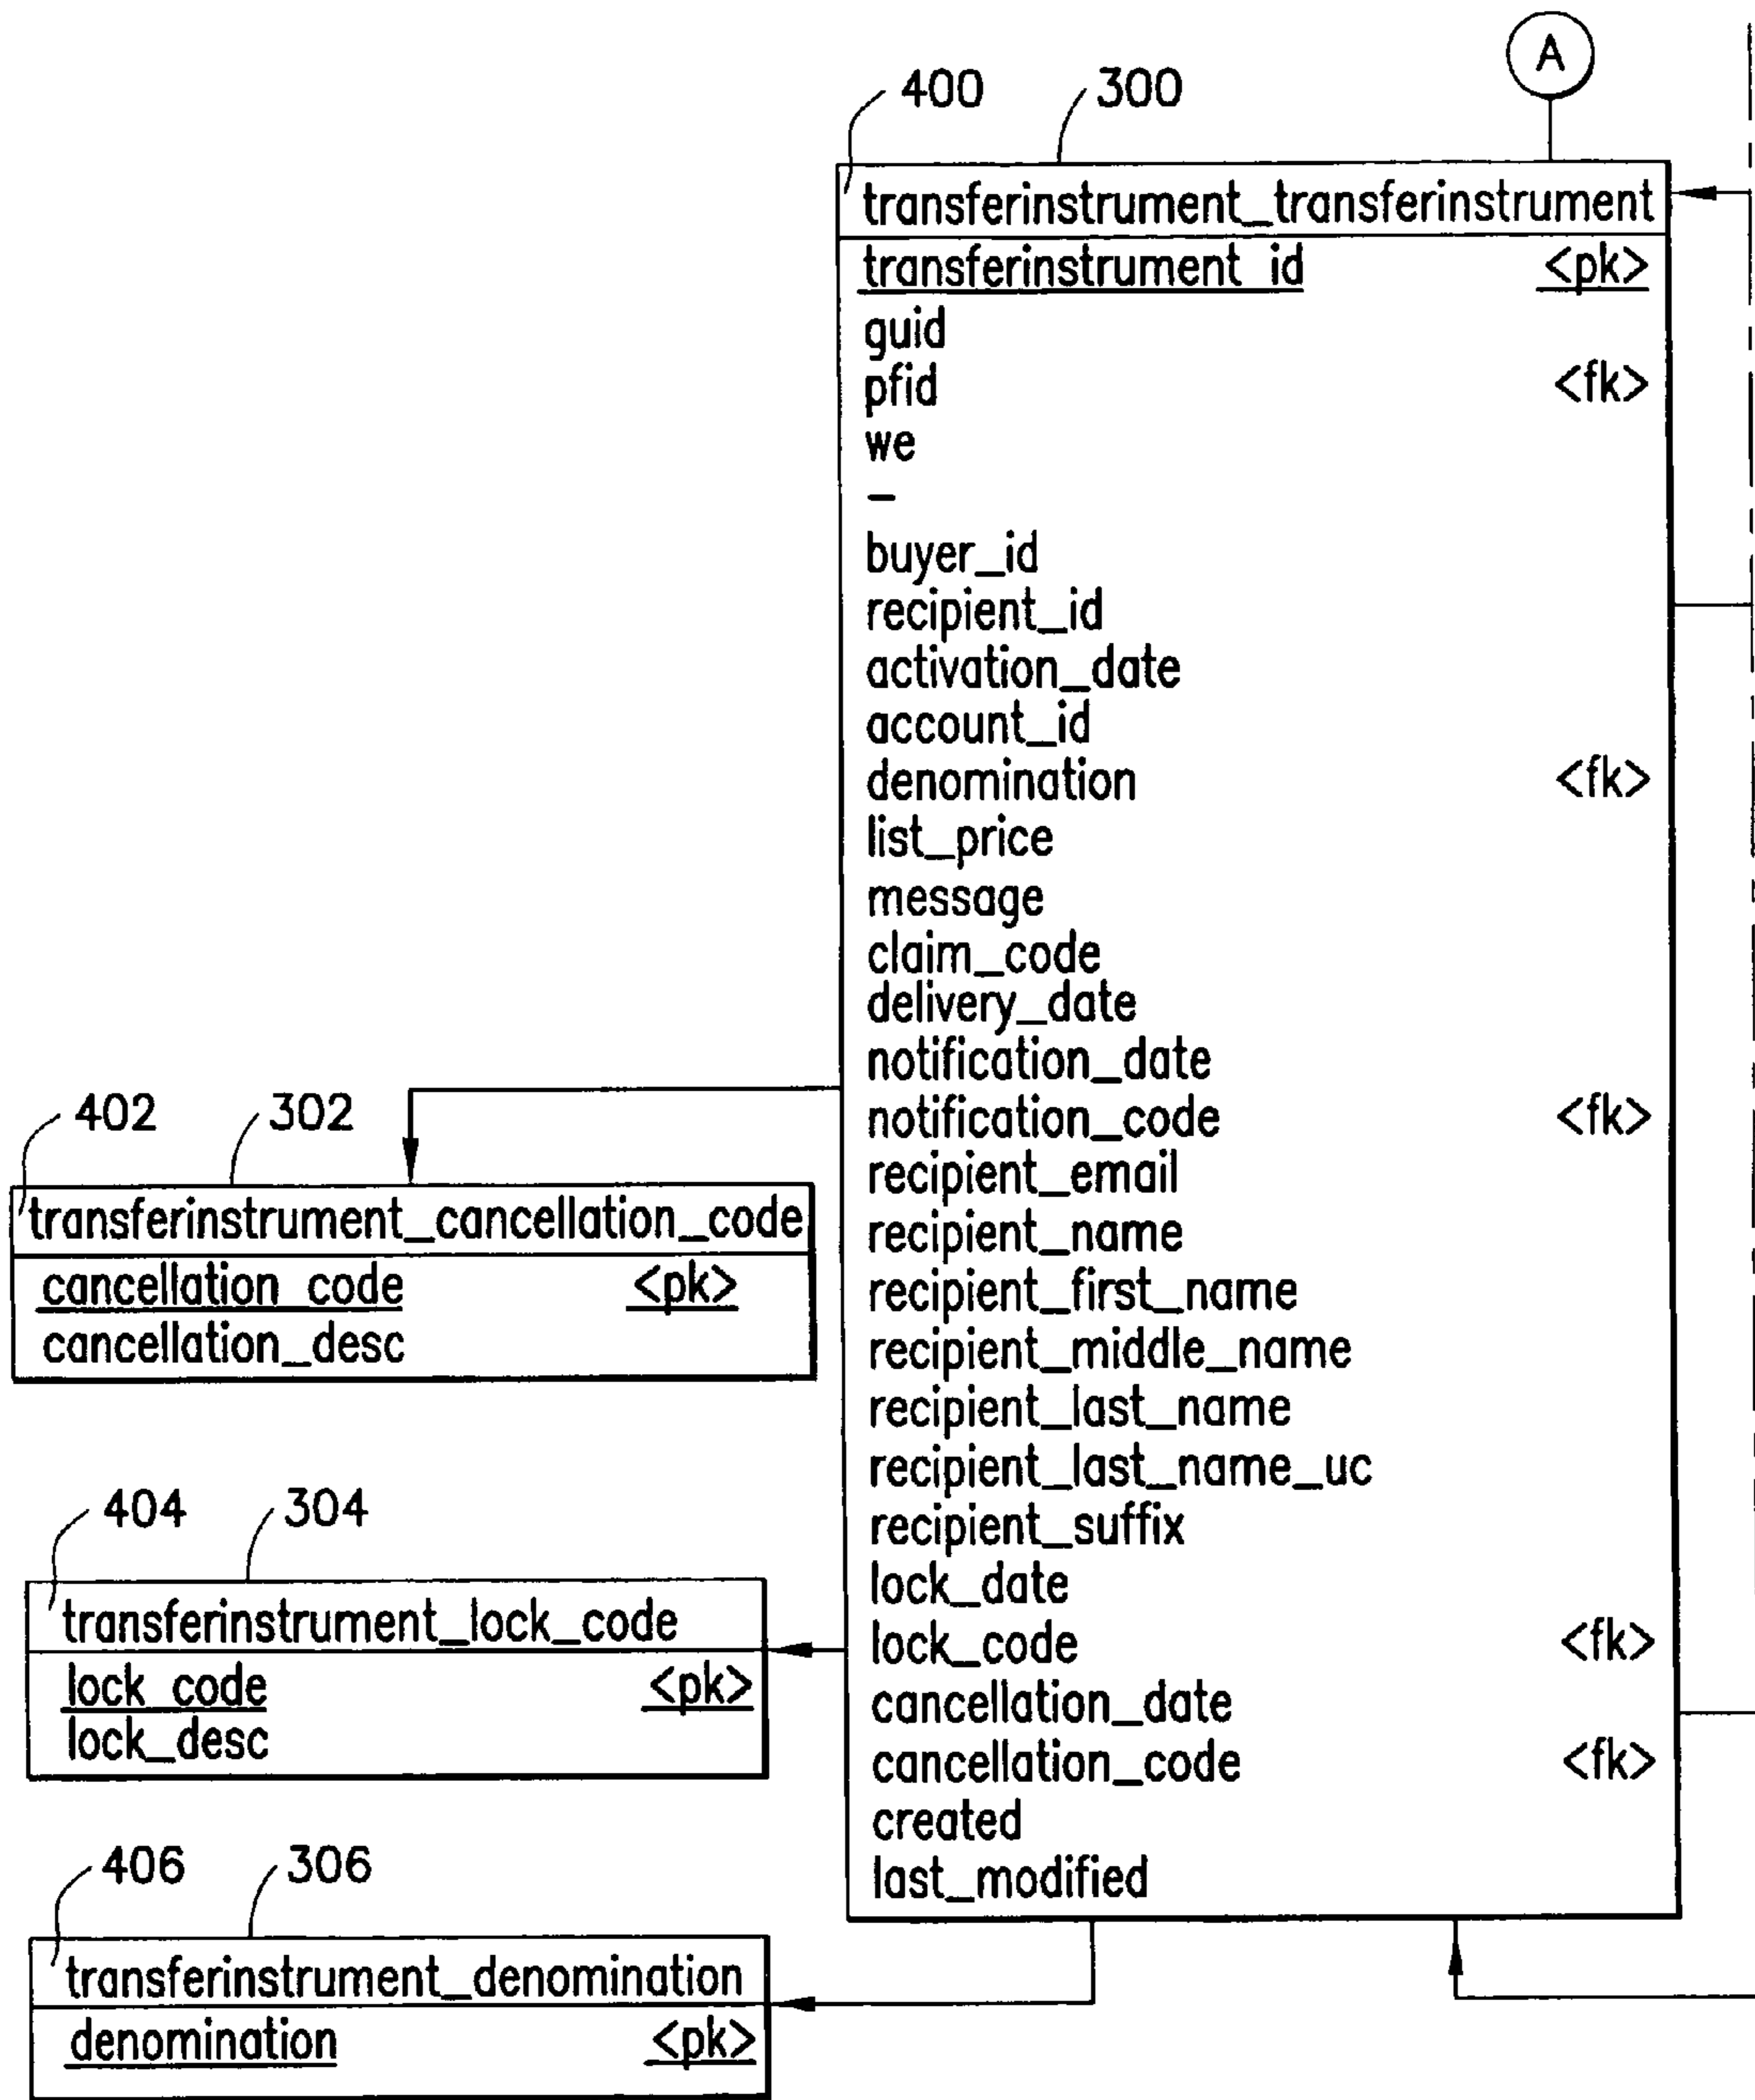 A
400 300
transferinstrument_transferinstrument
transferinstrument_id <pk>
guid
pfid <fk>
we
–
buyer_id
recipient_id
activation_date
account_id
denomination <fk>
list_price
message
claim_code
delivery_date
notification_date
notification_code <fk>
recipient_email
recipient_name
recipient_first_name
recipient_middle_name
recipient_last_name
recipient_last_name_uc
recipient_suffix
lock_date
lock_code <fk>
cancellation_date
cancellation_code <fk>
created
last_modified
402 302
transferinstrument_cancellation_code
cancellation_code <pk>
cancellation_desc
404 304
transferinstrument_lock_code
lock_code <pk>
lock_desc
406 306
transferinstrument_denomination
denomination <pk>